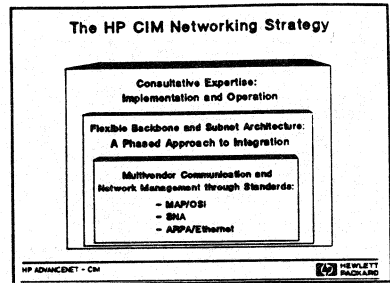 The HP CIM Networking Strategy
Consultative Expertise:
Implementation and Operation
Flexible Backbone and Subnet Architecture:
A Phased Approach to Integration
Multivendor Communication and
Network Management through Standards:
- MAP/OSI
- SNA
- ARPA/Ethernet
HP ADVANCENET - CIM
hp HEWLETT
PACKARD